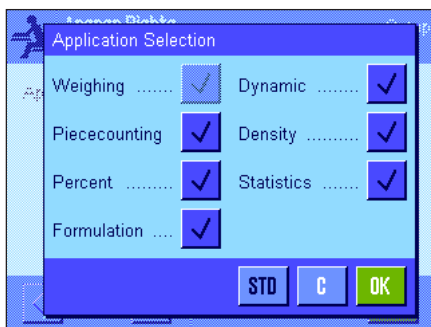 Application Selection
Weighing .......
Dynamic ........
Piececounting
Density ..........
Percent .........
Statistics .......
Formulation ....
STD C OK